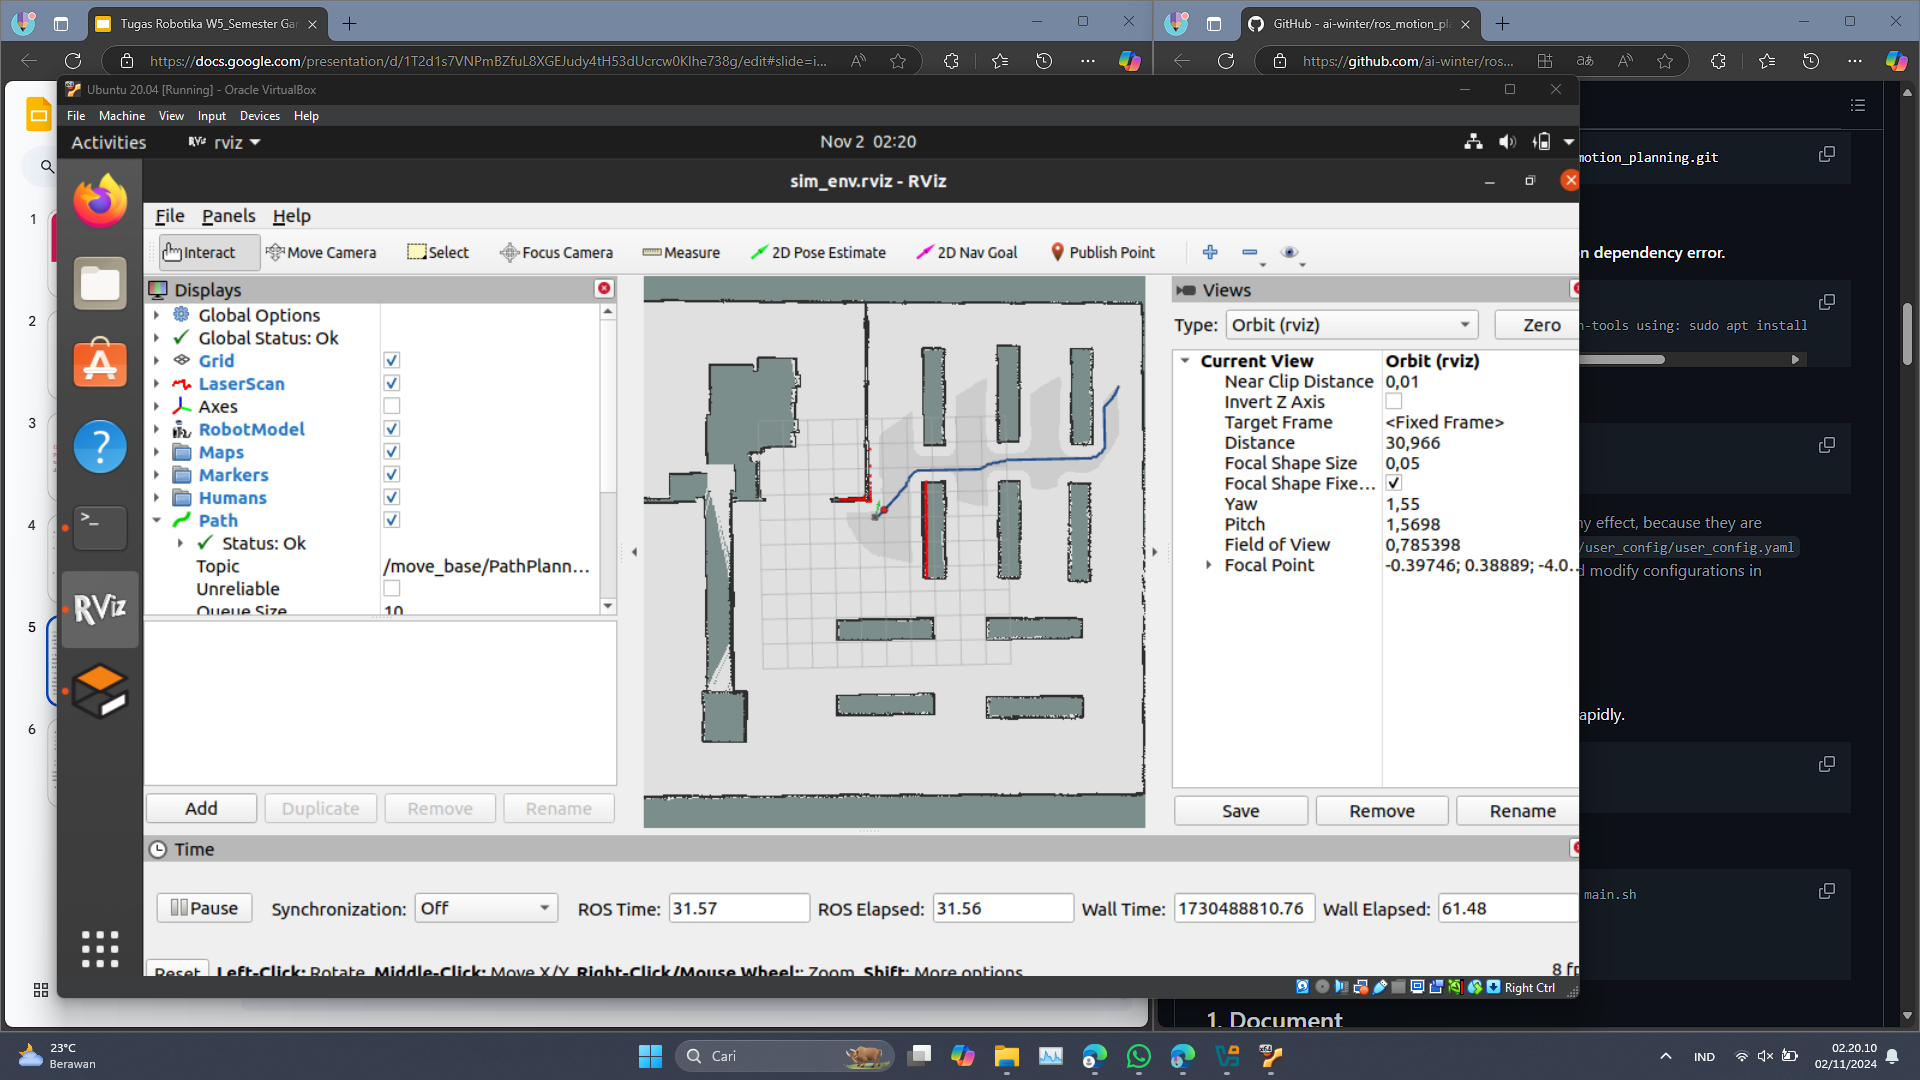 Tugas Robotika W5_Semester Gan
GitHub - ai-winter/ros_motion_pl
https://docs.google.com/presentation/d/1T2d1s7VNPmBZfuL8XGEJudy4tH53dUcrcw0KIhe738g/edit#slide=i...
https://github.com/ai-winter/ros...
Ubuntu 20.04 [Running] - Oracle VirtualBox
File Machine View Input Devices Help
Activities
RViz rviz
Nov 2 02:20
sim_env.rviz - RViz
File Panels Help
Interact
Move Camera
Select
Focus Camera
Measure
2D Pose Estimate
2D Nav Goal
Publish Point
Displays
Global Options
Global Status: Ok
Grid
LaserScan
Axes
RobotModel
Maps
Markers
Humans
Path
Status: Ok
Topic /move_base/PathPlann...
Unreliable
Queue Size 10
Add
Duplicate
Remove
Rename
Views
Type: Orbit (rviz) Zero
Current View Orbit (rviz)
Near Clip Distance 0,01
Invert Z Axis
Target Frame <Fixed Frame>
Distance 30,966
Focal Shape Size 0,05
Focal Shape Fixe...
Yaw 1,55
Pitch 1,5698
Field of View 0,785398
Focal Point -0.39746; 0.38889; -4.0...
Save
Remove
Rename
Time
Pause
Synchronization: Off
ROS Time: 31.57
ROS Elapsed: 31.56
Wall Time: 1730488810.76
Wall Elapsed: 61.48
Reset Left-Click: Rotate. Middle-Click: Move X/Y. Right-Click/Mouse Wheel:: Zoom. Shift: More options.
8 fp
Right Ctrl
1
2
3
4
5
6
RViz
motion_planning.git
n dependency error.
n-tools using: sudo apt install
ny effect, because they are
/user_config/user_config.yaml
d modify configurations in
apidly.
main.sh
1. Document
23°C
Berawan
Cari
IND
02.20.10
02/11/2024